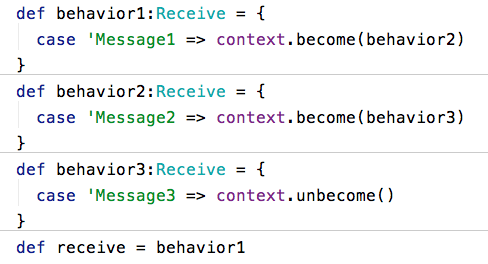 def behavior1:Receive = {
  case 'Message1 => context.become(behavior2)
}
def behavior2:Receive = {
  case 'Message2 => context.become(behavior3)
}
def behavior3:Receive = {
  case 'Message3 => context.unbecome()
}
def receive = behavior1